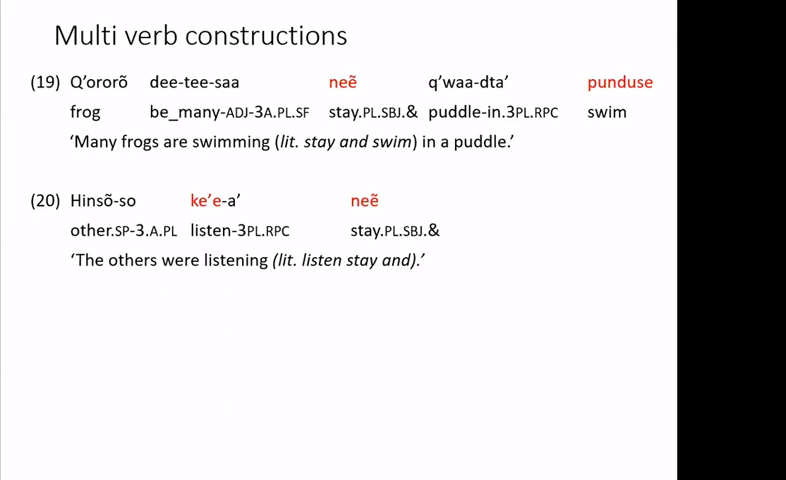 Multi verb constructions
(19) Q'ororõ dee-tee-saa neẽ q'waa-dta' punduse
frog be_many-ADJ-3A.PL.SF stay.PL.SBJ.& puddle-in.3PL.RPC swim
'Many frogs are swimming (lit. stay and swim) in a puddle.'
(20) Hinsõ-so ke'e-a' neẽ
other.SP-3.A.PL listen-3PL.RPC stay.PL.SBJ.&
'The others were listening (lit. listen stay and).'